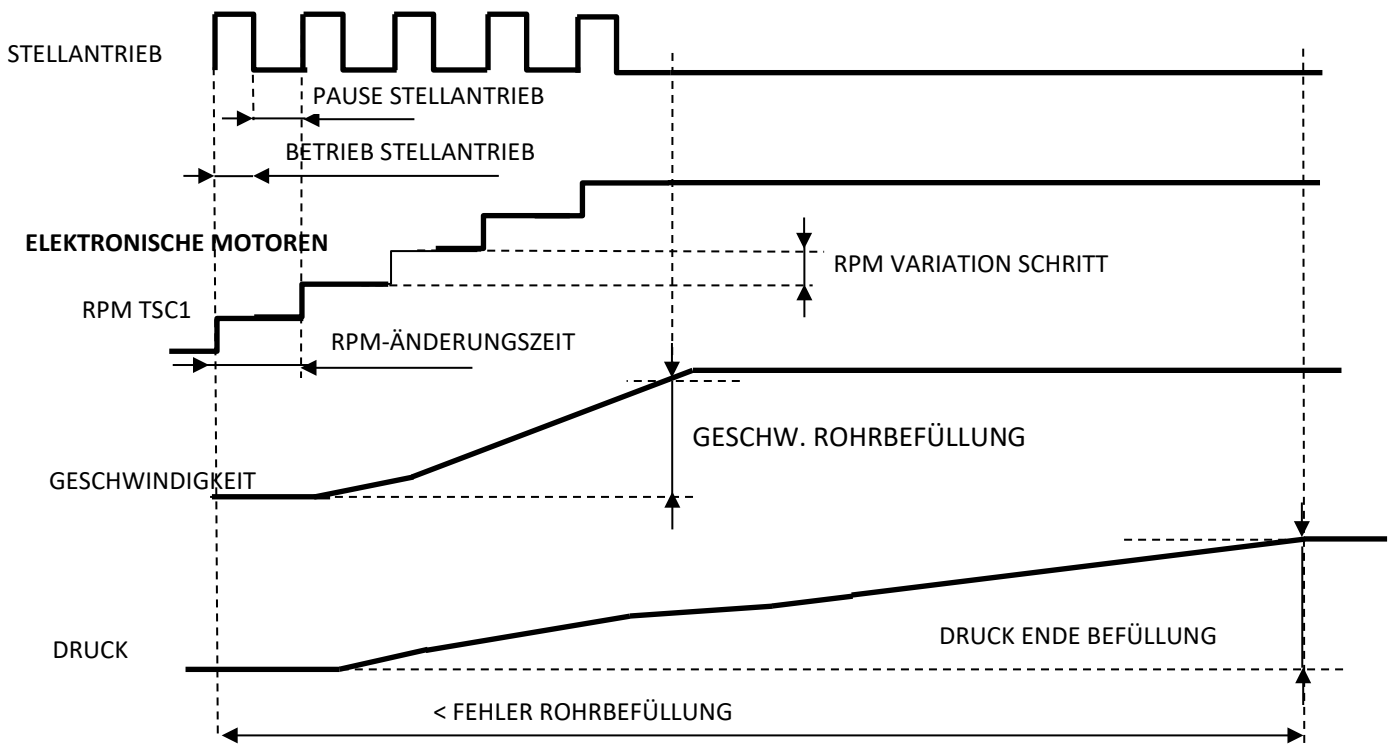 STELLANTRIEB
PAUSE STELLANTRIEB
BETRIEB STELLANTRIEB
ELEKTRONISCHE MOTOREN
RPM VARIATION SCHRITT
RPM TSC1
RPM-ÄNDERUNGSZEIT
GESCHW. ROHRBEFÜLLUNG
GESCHWINDIGKEIT
DRUCK ENDE BEFÜLLUNG
DRUCK
< FEHLER ROHRBEFÜLLUNG